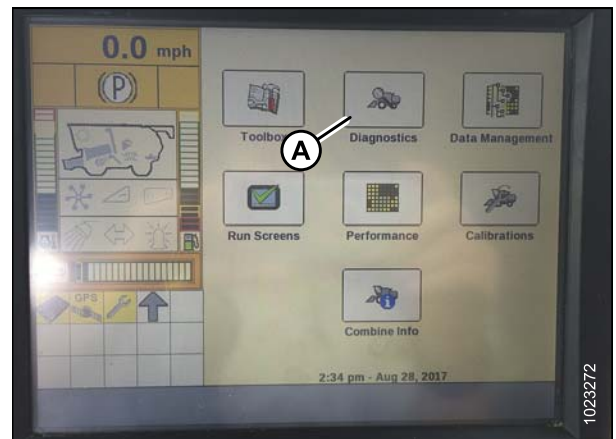 0.0 mph
(P)
Toolbox
Diagnostics
Data Management
A
Run Screens
Performance
Calibrations
GPS
Combine Info
2:34 pm - Aug 28, 2017
1023272